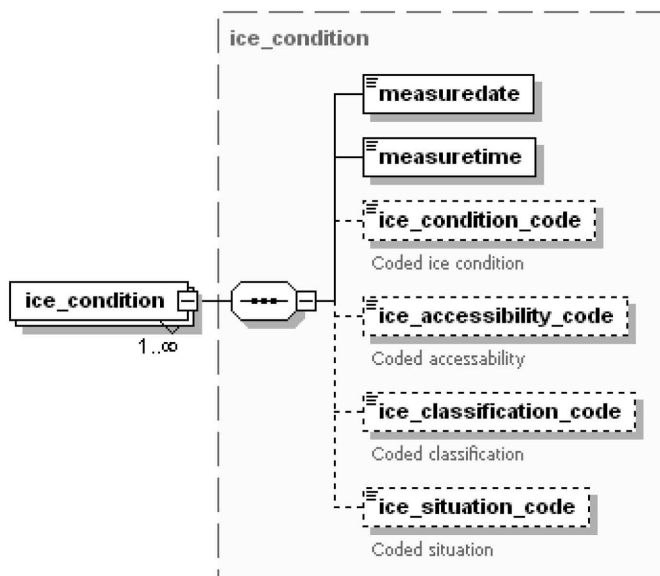 ice_condition
measuredate
measuretime
ice_condition_code
Coded ice condition
ice_condition
1..∞
ice_accessibility_code
Coded accessability
ice_classification_code
Coded classification
ice_situation_code
Coded situation